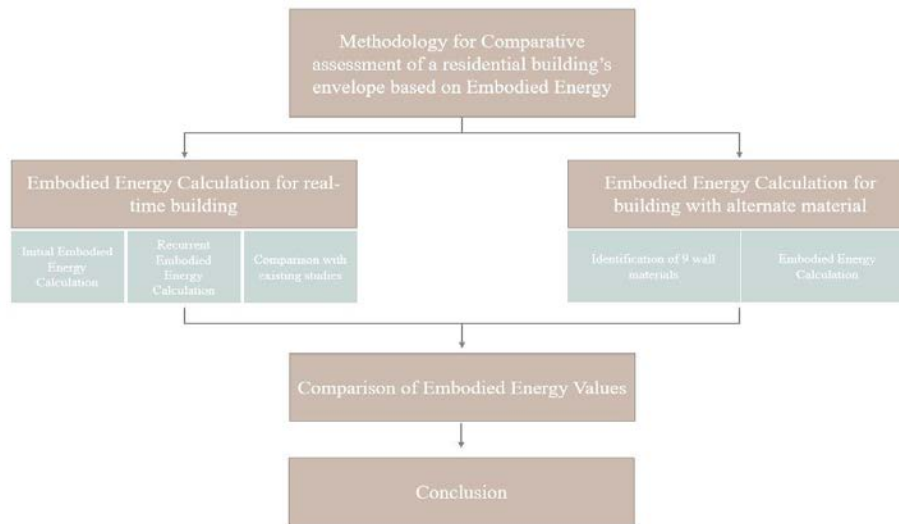 Methodology for Comparative
assessment of a residential building's
envelope based on Embodied Energy
Embodied Energy Calculation for real-
time building
Initial Embodied
Energy
Calculation
Recurrent
Embodied
Energy
Calculation
Comparison with
existing studies
Embodied Energy Calculation for
building with alternate material
Identification of 9 wall
materials
Embodied Energy
Calculation
Comparison of Embodied Energy Values
Conclusion